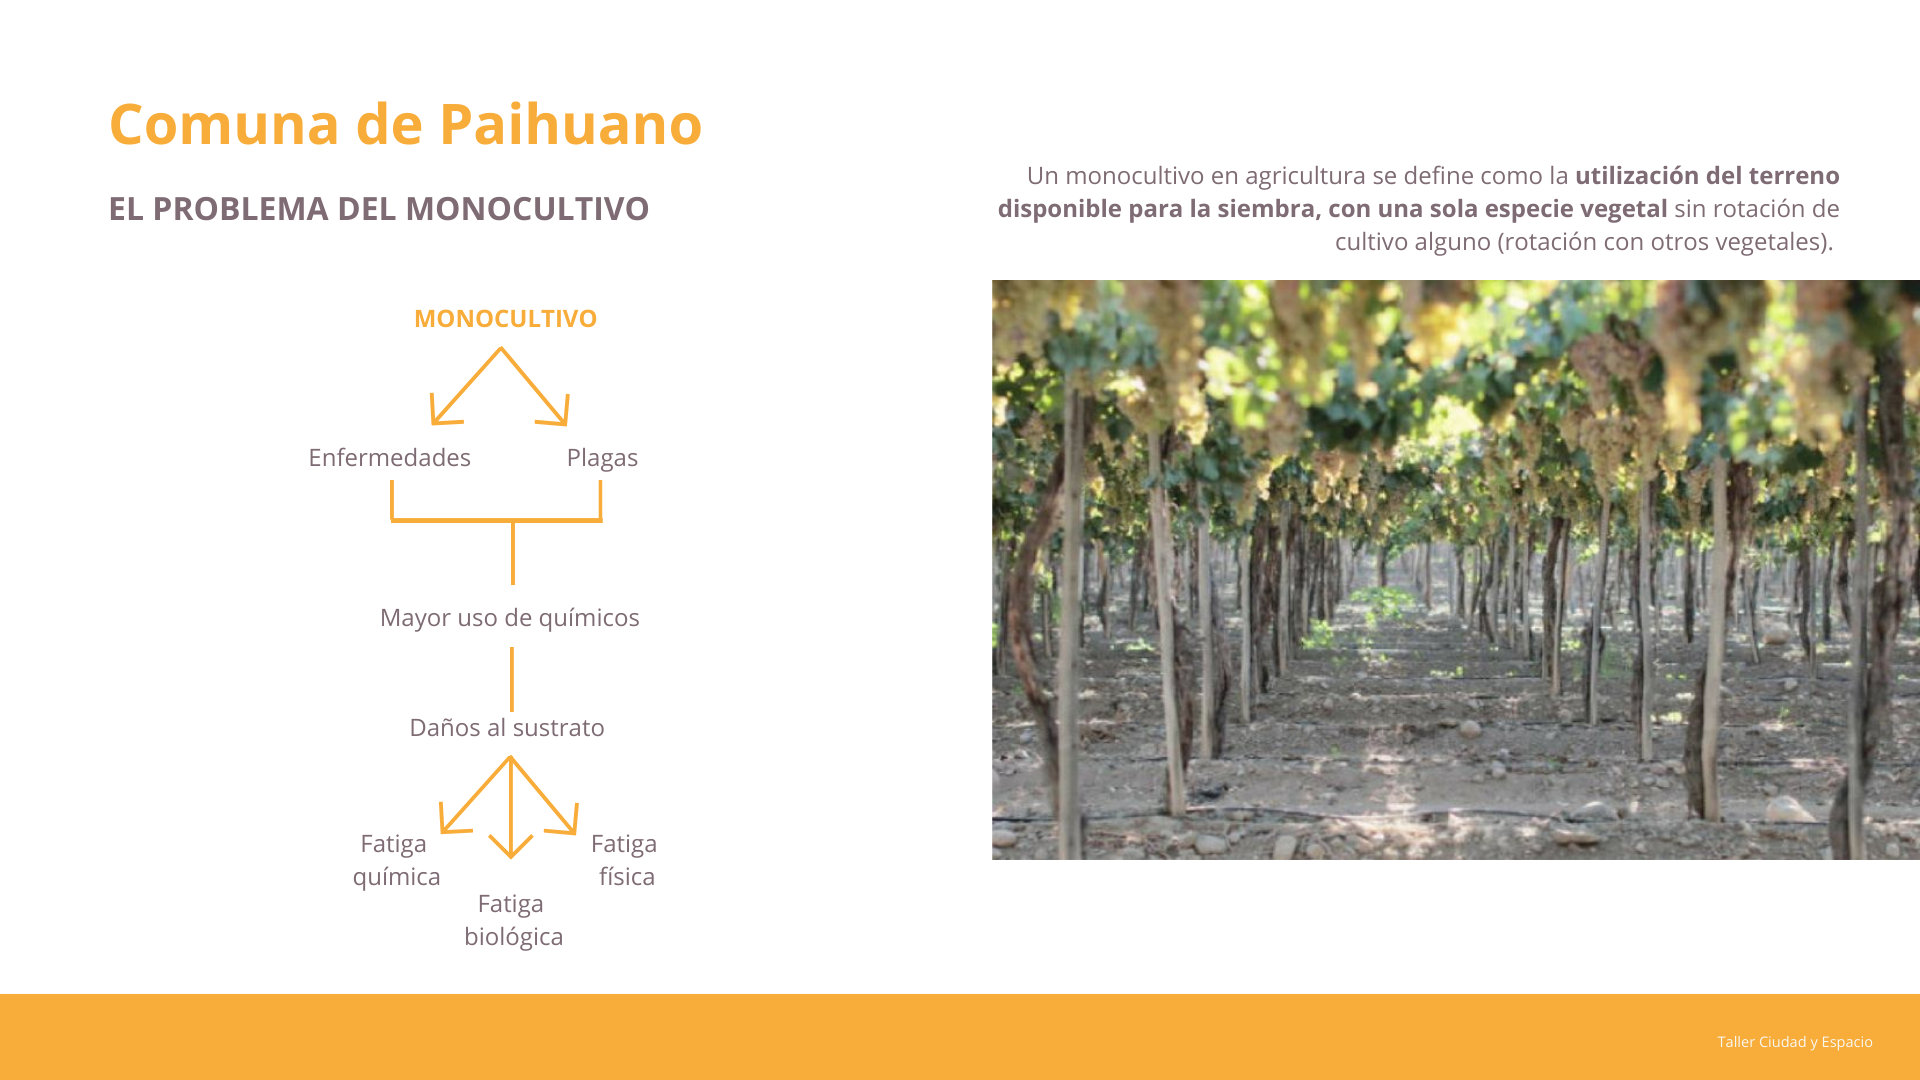 Comuna de Paihuano
EL PROBLEMA DEL MONOCULTIVO
Un monocultivo en agricultura se define como la utilización del terreno
disponible para la siembra, con una sola especie vegetal sin rotación de
cultivo alguno (rotación con otros vegetales).
MONOCULTIVO
Enfermedades
Plagas
Mayor uso de químicos
Daños al sustrato
Fatiga
química
Fatiga
biológica
Fatiga
física
Taller Ciudad y Espacio